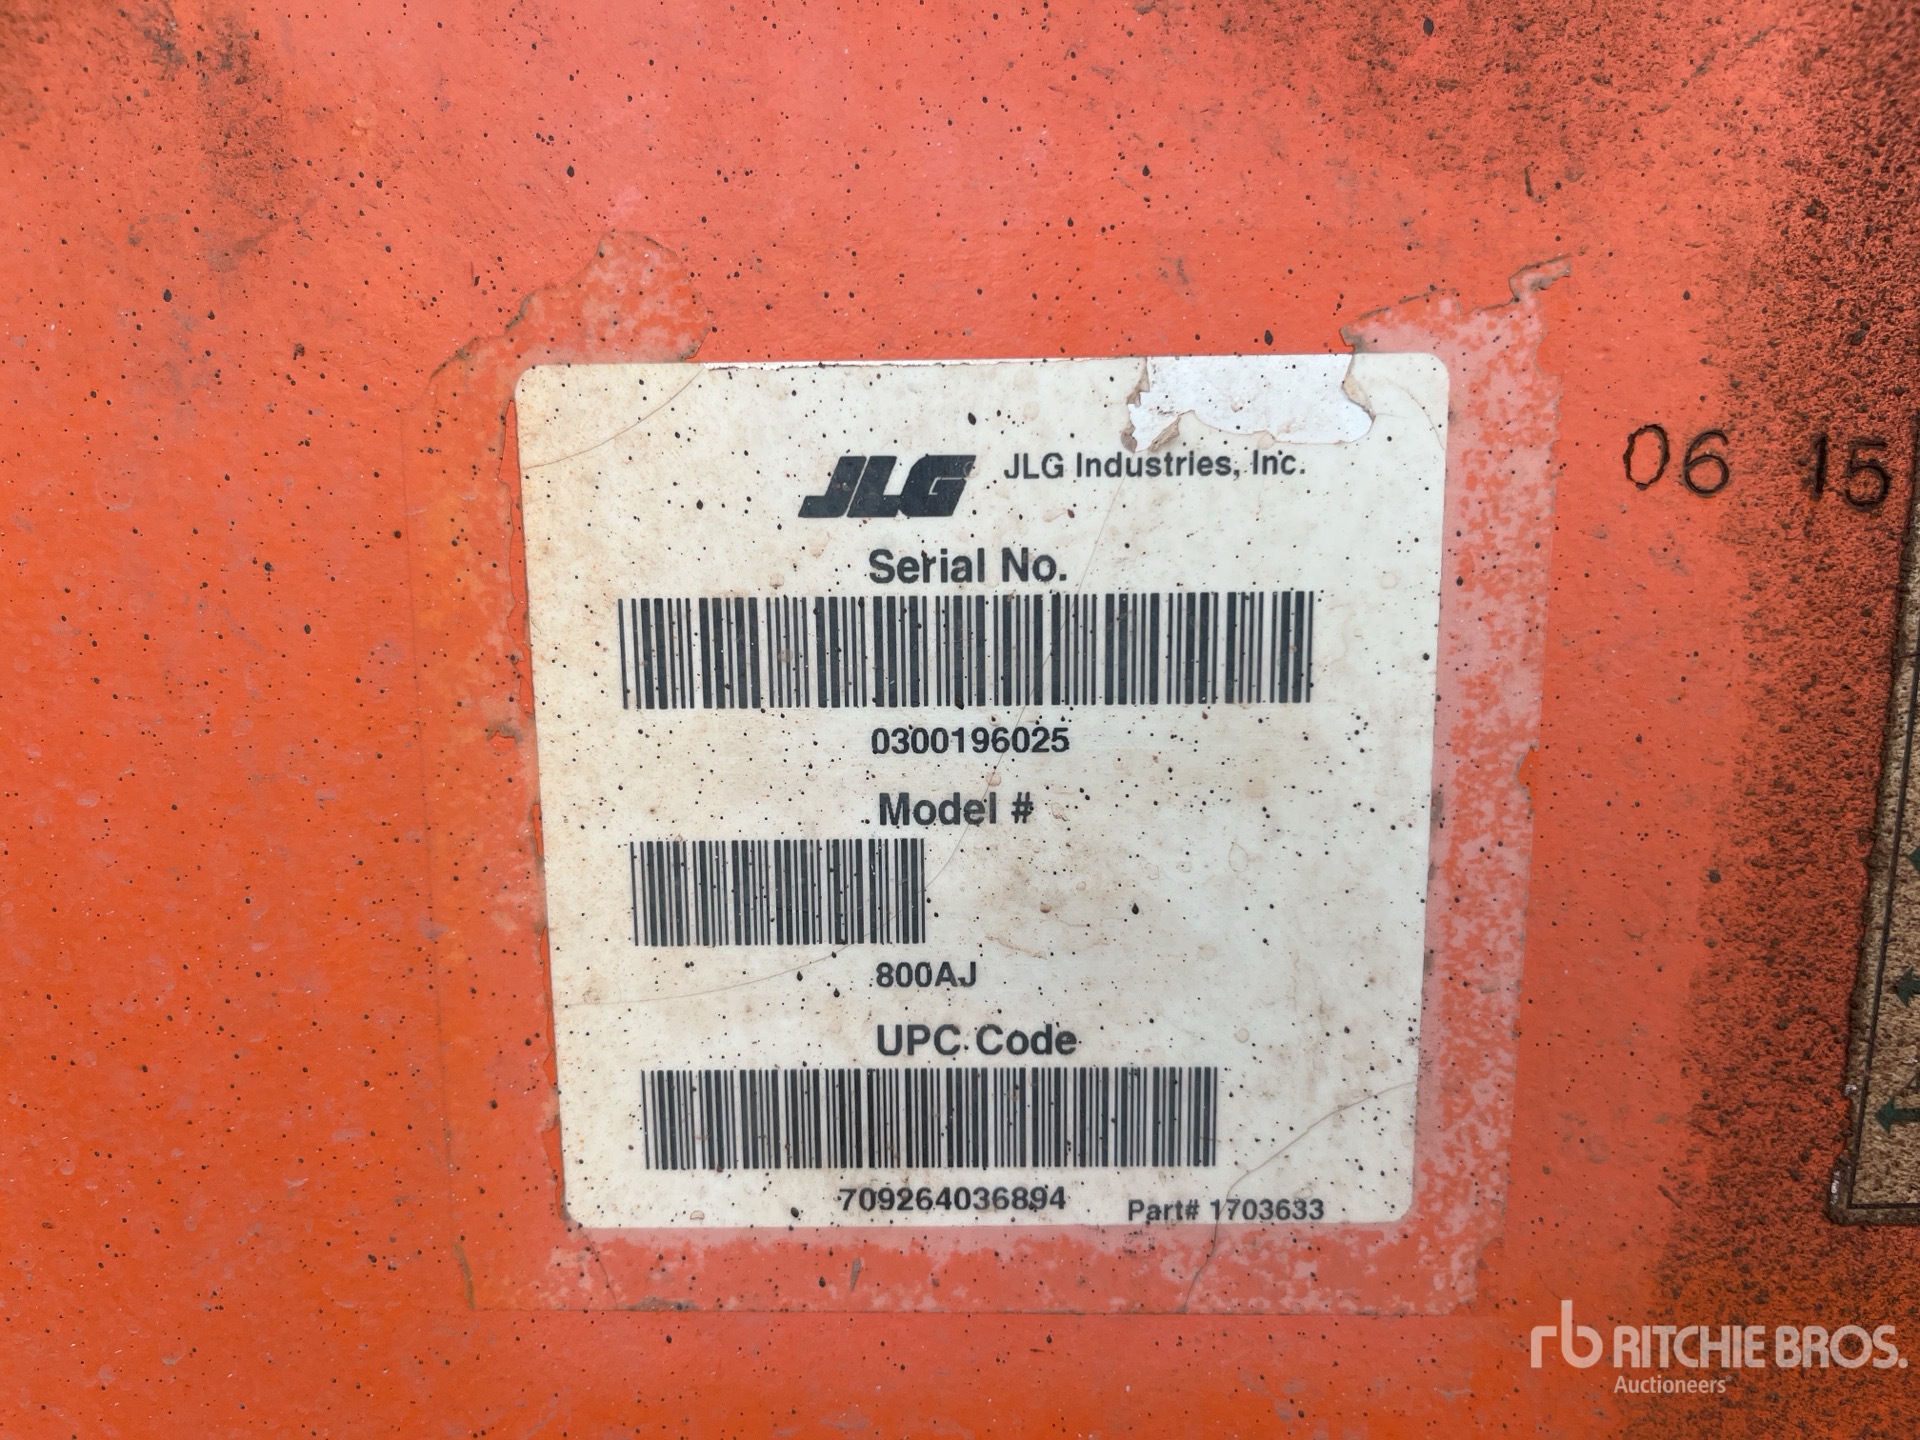 JLG JLG Industries, Inc.
06 15
Serial No.
0300196025
Model #
800AJ
UPC Code
709264036894
Part# 1703633
rb RITCHIE BROS.
Auctioneers